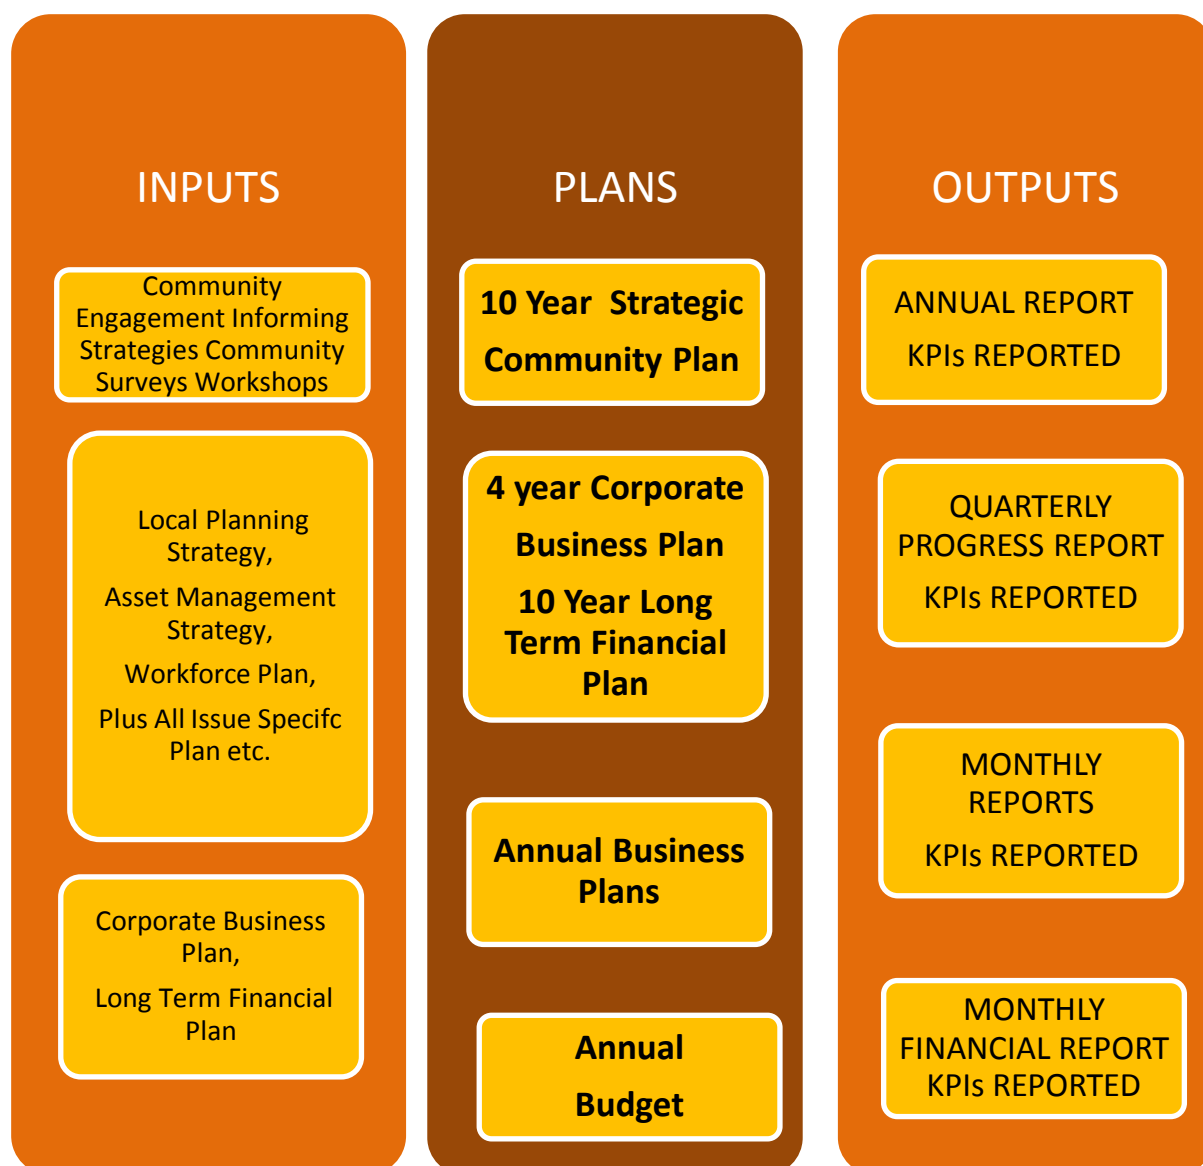 INPUTS
Community
Engagement Informing
Strategies Community
Surveys Workshops
Local Planning
Strategy,
Asset Management
Strategy,
Workforce Plan,
Plus All Issue Specifc
Plan etc.
Corporate Business
Plan,
Long Term Financial
Plan
PLANS
10 Year Strategic
Community Plan
4 year Corporate
Business Plan
10 Year Long
Term Financial
Plan
Annual Business
Plans
Annual
Budget
OUTPUTS
ANNUAL REPORT
KPIs REPORTED
QUARTERLY
PROGRESS REPORT
KPIs REPORTED
MONTHLY
REPORTS
KPIs REPORTED
MONTHLY
FINANCIAL REPORT
KPIs REPORTED